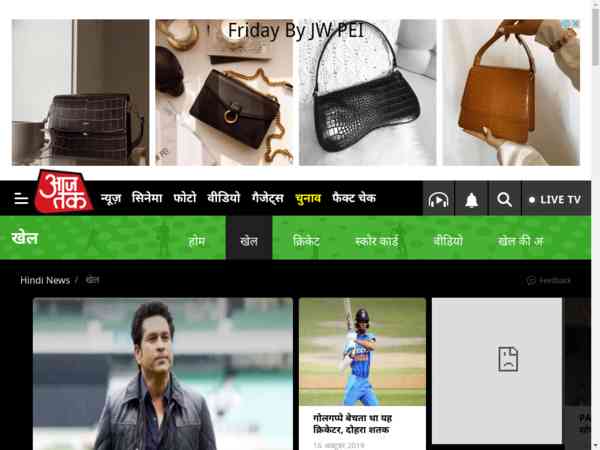 Friday By JW PEI
आज तक
न्यूज़ सिनेमा फोटो वीडियो गैजेट्स चुनाव फैक्ट चेक
LIVE TV
खेल
होम खेल क्रिकेट स्कोर कार्ड वीडियो खेल की अ
Hindi News / खेल
Feedback
गोलगप्पे बेचता था यह
क्रिकेटर, दोहरा शतक
16 अक्टूबर 2019
PA